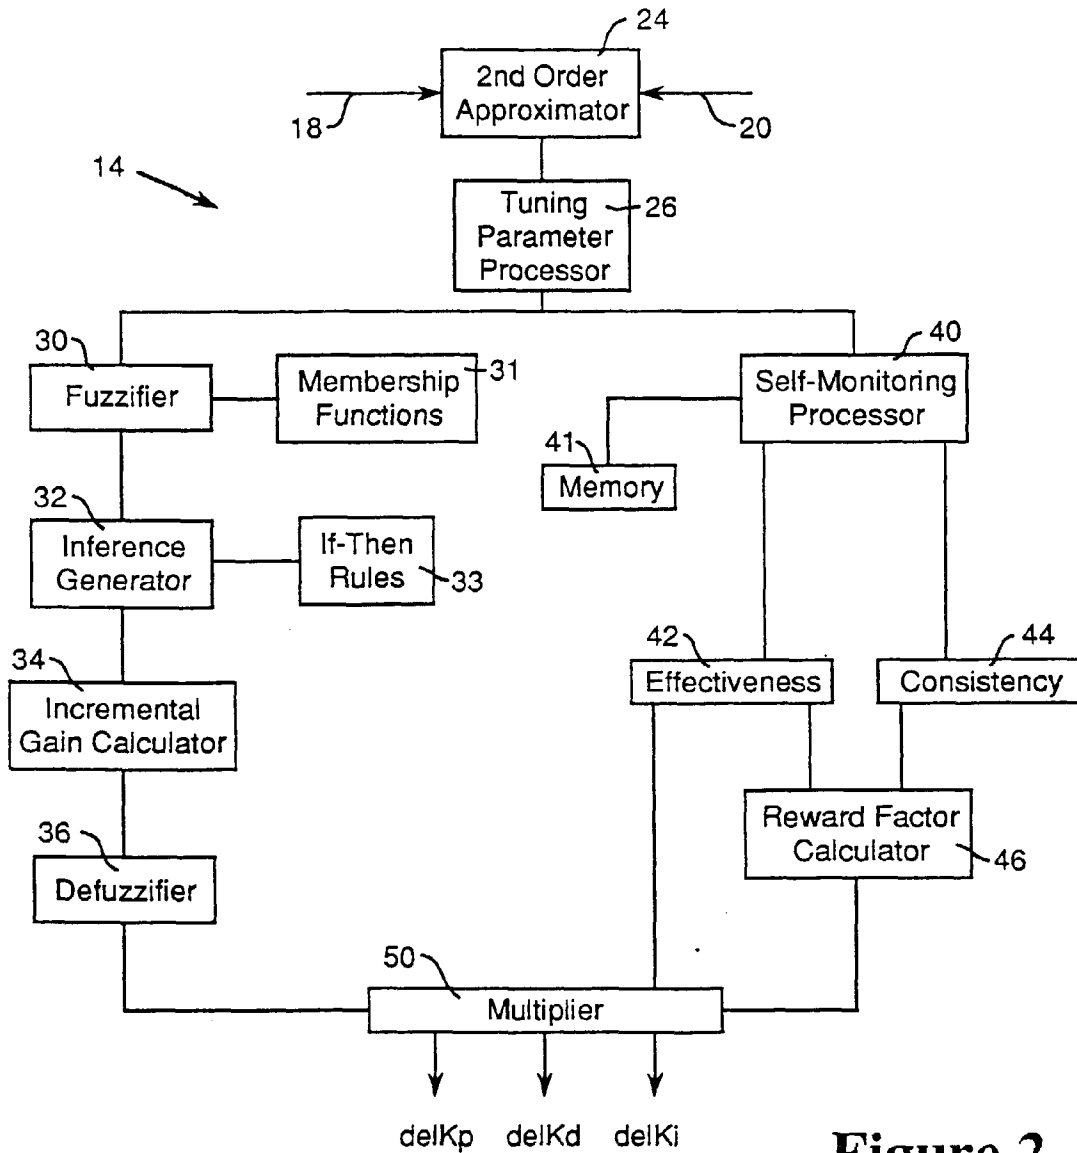 24
2nd Order
Approximator
18
20
14
Tuning
Parameter
Processor
26
30
Fuzzifier
Membership
Functions
31
40
Self-Monitoring
Processor
41
Memory
32
Inference
Generator
If-Then
Rules
33
34
Incremental
Gain Calculator
42
Effectiveness
44
Consistency
36
Defuzzifier
Reward Factor
Calculator
46
50
Multiplier
delKp delKd delKi
Figure 2